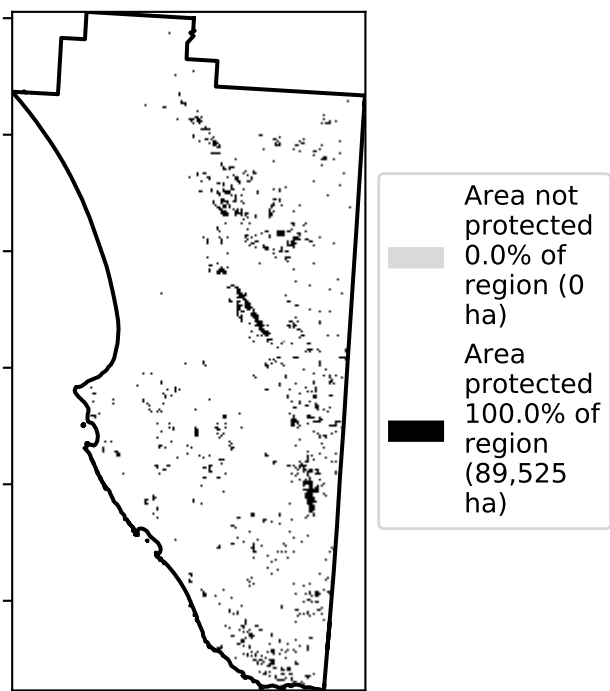 Area not
protected
0.0% of
region (0
ha)
Area
protected
100.0% of
region
(89,525
ha)